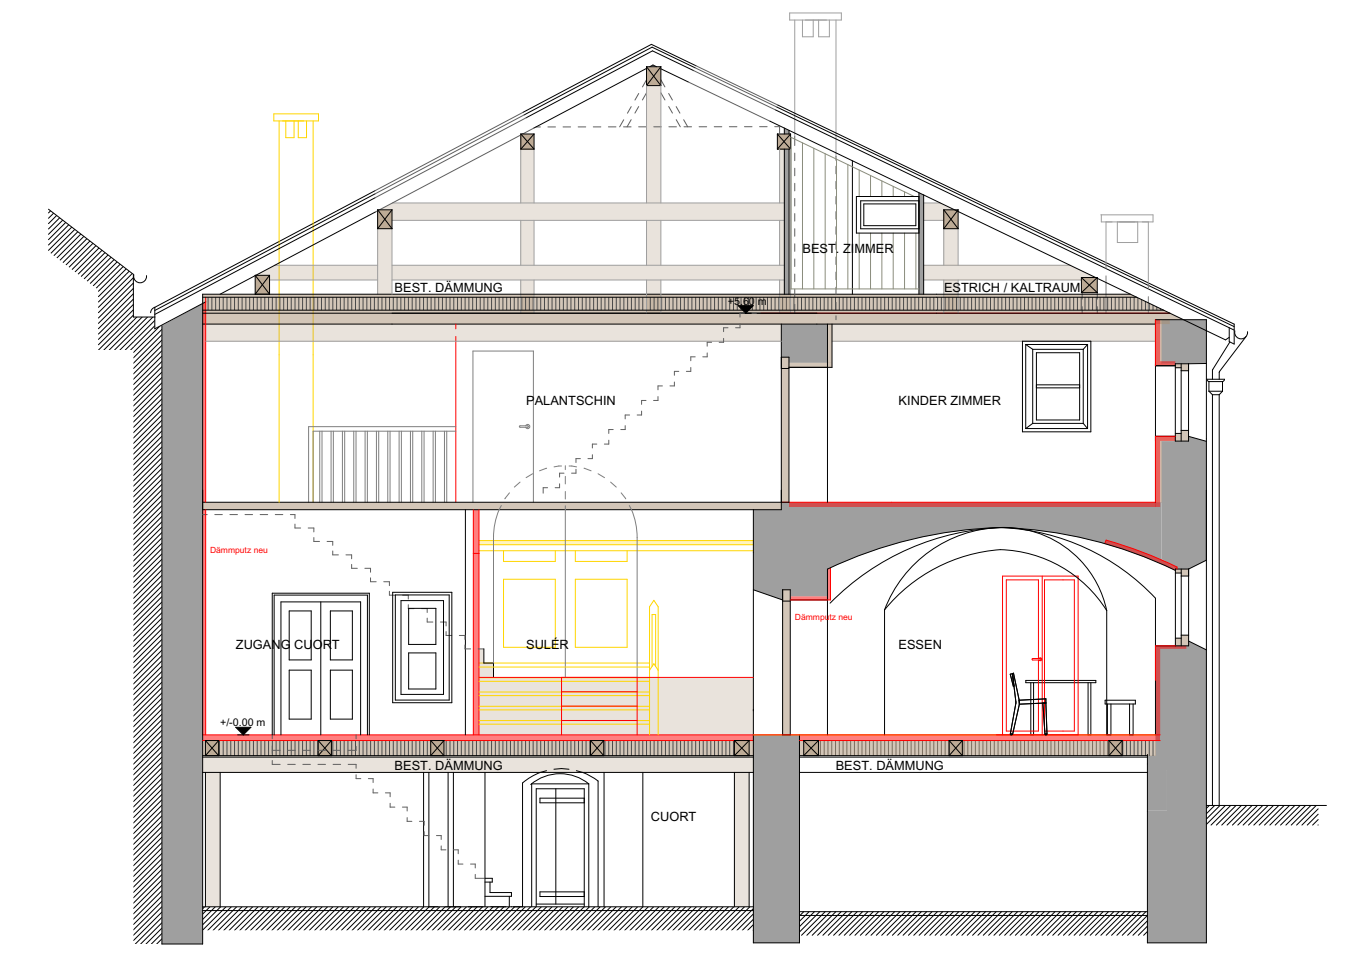 BEST. ZIMMER
BEST. DÄMMUNG
ESTRICH / KALTRAUM
+5.60 m
PALANTSCHIN
KINDER ZIMMER
Dämmputz neu
Dämmputz neu
ZUGANG CUORT
SULÈR
ESSEN
+/-0.00 m
BEST. DÄMMUNG
BEST. DÄMMUNG
CUORT